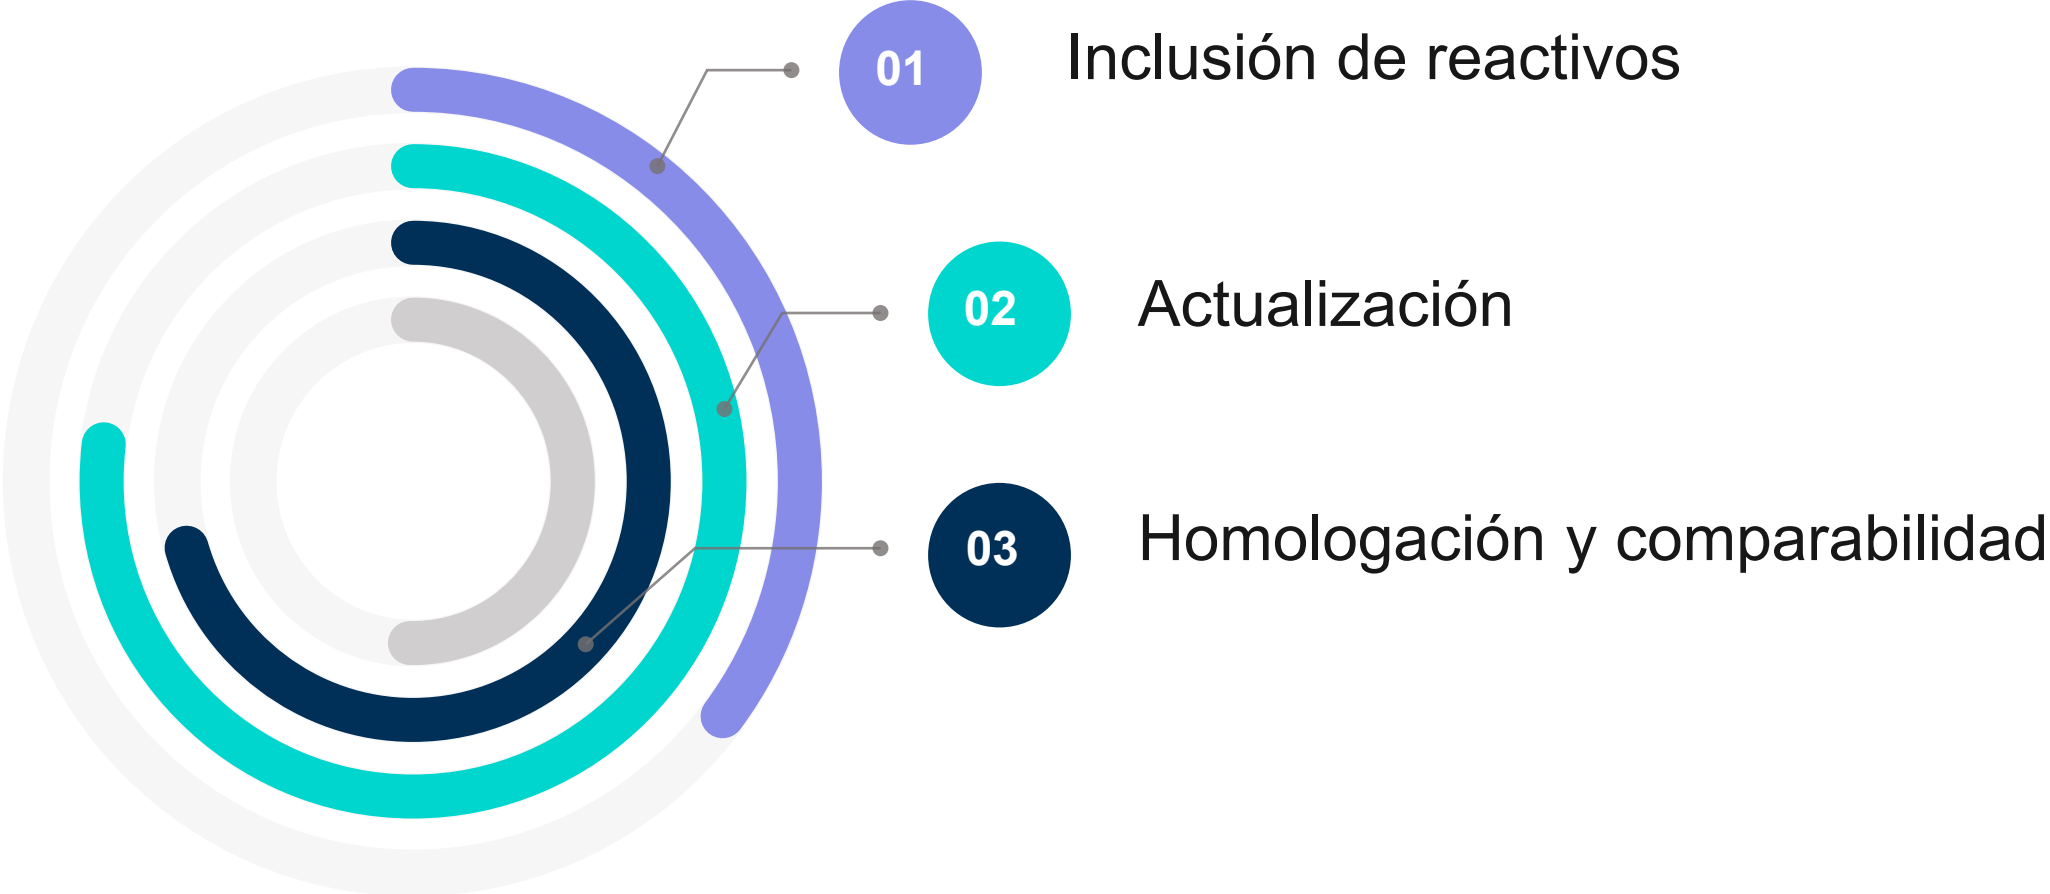 01
Inclusión de reactivos
02
Actualización
03
Homologación y comparabilidad